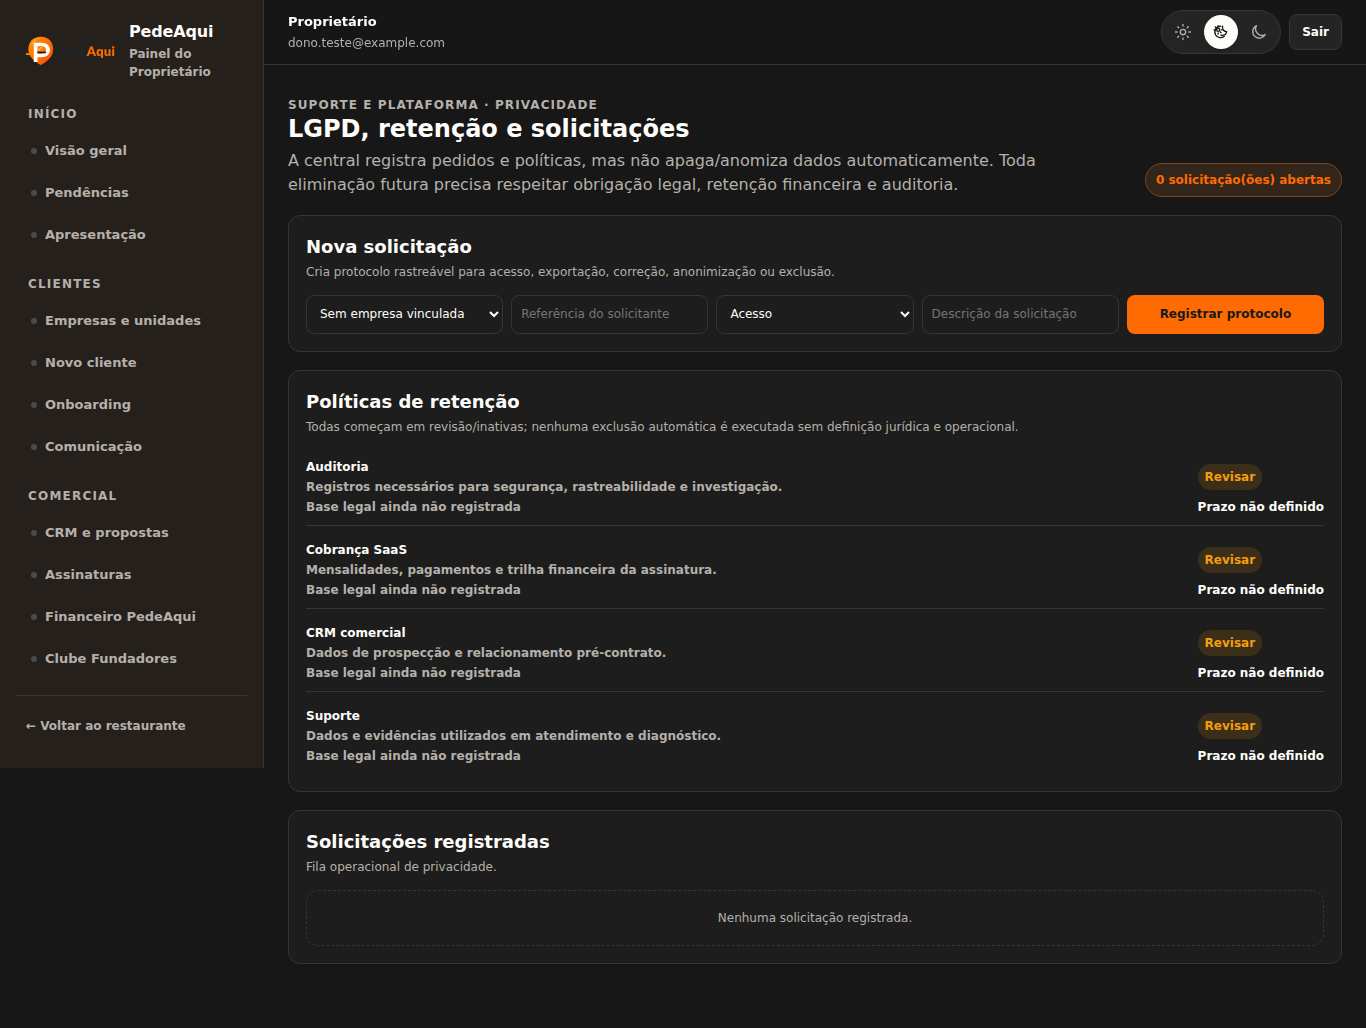 P
Aqui
PedeAqui
Painel do
Proprietário
INÍCIO
Visão geral
Pendências
Apresentação
CLIENTES
Empresas e unidades
Novo cliente
Onboarding
Comunicação
COMERCIAL
CRM e propostas
Assinaturas
Financeiro PedeAqui
Clube Fundadores
← Voltar ao restaurante
Proprietário
dono.teste@example.com
Sair
SUPORTE E PLATAFORMA · PRIVACIDADE
LGPD, retenção e solicitações
A central registra pedidos e políticas, mas não apaga/anomiza dados automaticamente. Toda
eliminação futura precisa respeitar obrigação legal, retenção financeira e auditoria.
0 solicitação(ões) abertas
Nova solicitação
Cria protocolo rastreável para acesso, exportação, correção, anonimização ou exclusão.
Sem empresa vinculada
Referência do solicitante
Acesso
Descrição da solicitação
Registrar protocolo
Políticas de retenção
Todas começam em revisão/inativas; nenhuma exclusão automática é executada sem definição jurídica e operacional.
Auditoria
Registros necessários para segurança, rastreabilidade e investigação.
Base legal ainda não registrada
Revisar
Prazo não definido
Cobrança SaaS
Mensalidades, pagamentos e trilha financeira da assinatura.
Base legal ainda não registrada
Revisar
Prazo não definido
CRM comercial
Dados de prospecção e relacionamento pré-contrato.
Base legal ainda não registrada
Revisar
Prazo não definido
Suporte
Dados e evidências utilizados em atendimento e diagnóstico.
Base legal ainda não registrada
Revisar
Prazo não definido
Solicitações registradas
Fila operacional de privacidade.
Nenhuma solicitação registrada.